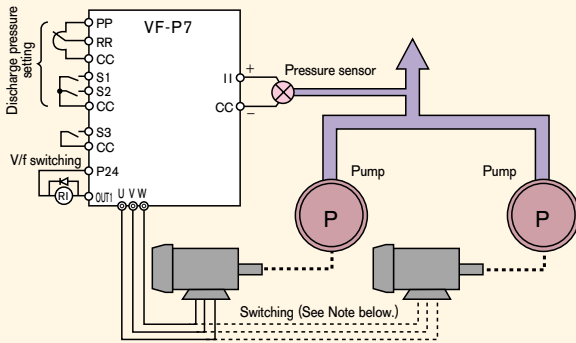 VF-P7
Discharge pressure
setting
PP
RR
CC
S1
S2
CC
S3
CC
V/f switching
P24
RI
OUT1
U V W
II
+
CC
−
Pressure sensor
Pump
Pump
P
P
Switching (See Note below.)